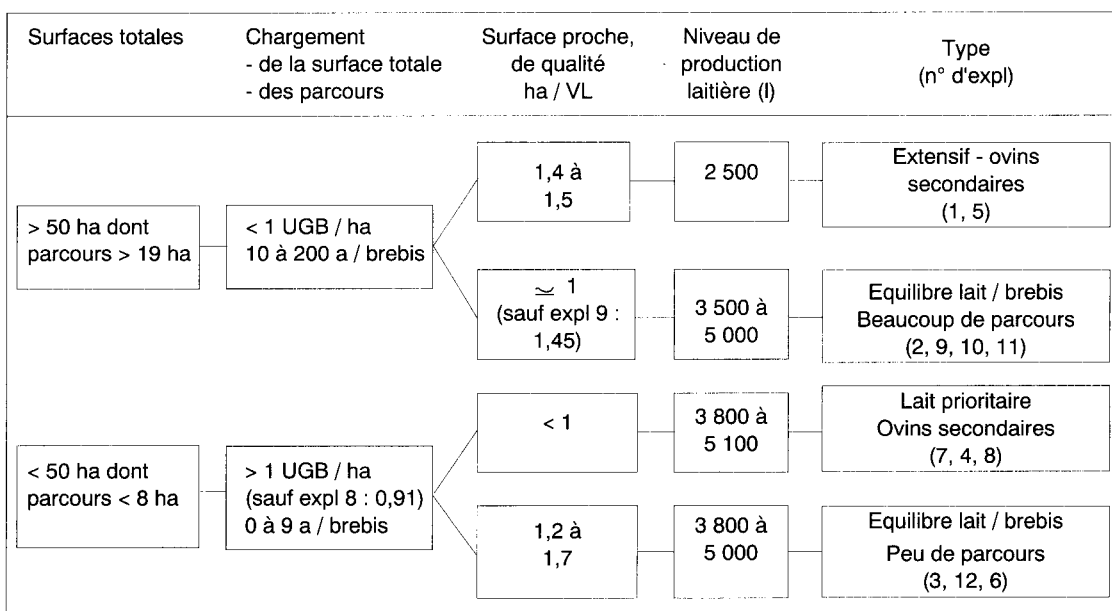 Surfaces totales
Chargement
- de la surface totale
- des parcours
Surface proche,
de qualité
ha / VL
Niveau de
production
laitière (l)
Type
(n° d'expl)
> 50 ha dont
parcours > 19 ha
< 1 UGB / ha
10 à 200 a / brebis
1,4 à
1,5
2 500
Extensif - ovins
secondaires
(1, 5)
≃ 1
(sauf expl 9 :
1,45)
3 500 à
5 000
Equilibre lait / brebis
Beaucoup de parcours
(2, 9, 10, 11)
< 50 ha dont
parcours < 8 ha
> 1 UGB / ha
(sauf expl 8 : 0,91)
0 à 9 a / brebis
< 1
3 800 à
5 100
Lait prioritaire
Ovins secondaires
(7, 4, 8)
1,2 à
1,7
3 800 à
5 000
Equilibre lait / brebis
Peu de parcours
(3, 12, 6)